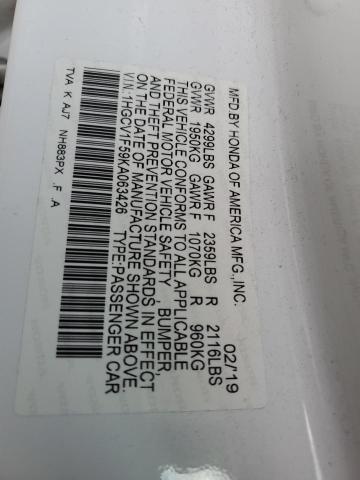 MFD BY HONDA OF AMERICA MFG., INC. 02/19
GVWR 4299LBS GAWR F 2359LBS R 2116LBS
GVWR 1950KG GAWR F 1070KG R 960KG
THIS VEHICLE CONFORMS TO ALL APPLICABLE
FEDERAL MOTOR VEHICLE SAFETY , BUMPER,
AND THEFT PREVENTION STANDARDS IN EFFECT
ON THE DATE OF MANUFACTURE SHOWN ABOVE.
V.I.N:1HGCV1F59KA063426 TYPE:PASSENGER CAR
TVA K AJ7 NH883PX .F .A